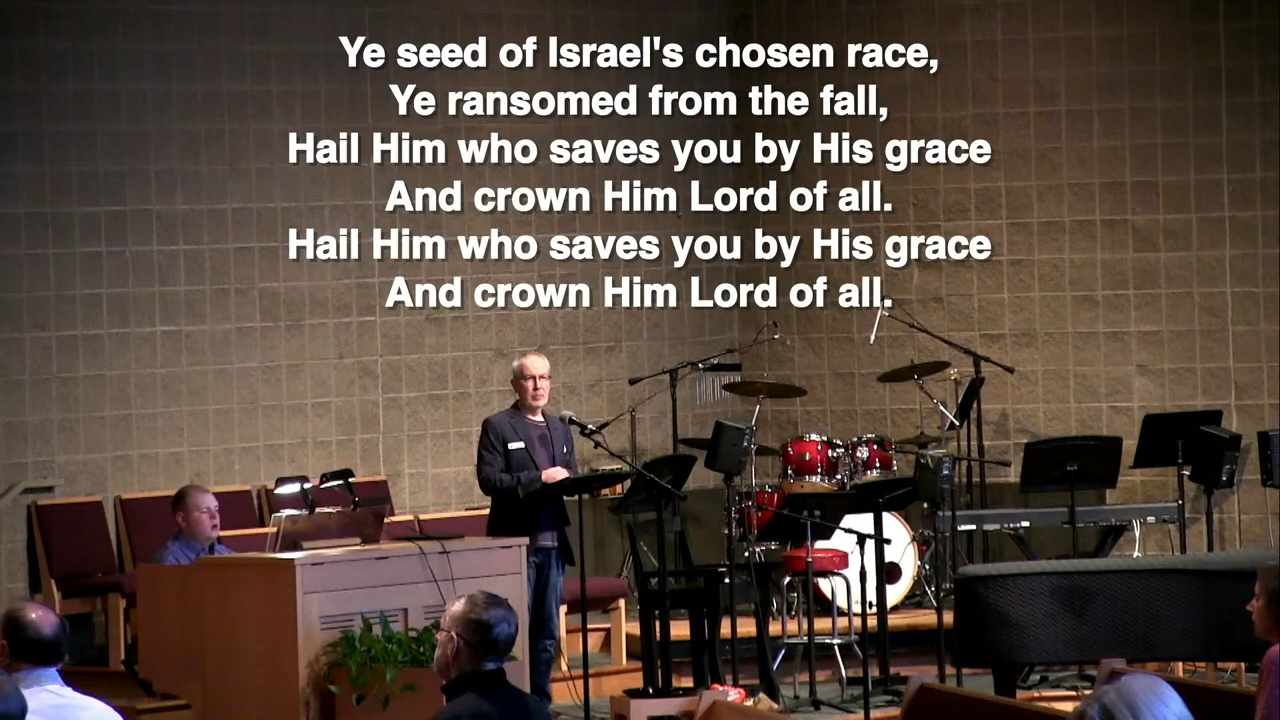 Ye seed of Israel's chosen race,
Ye ransomed from the fall,
Hail Him who saves you by His grace
And crown Him Lord of all.
Hail Him who saves you by His grace
And crown Him Lord of all.